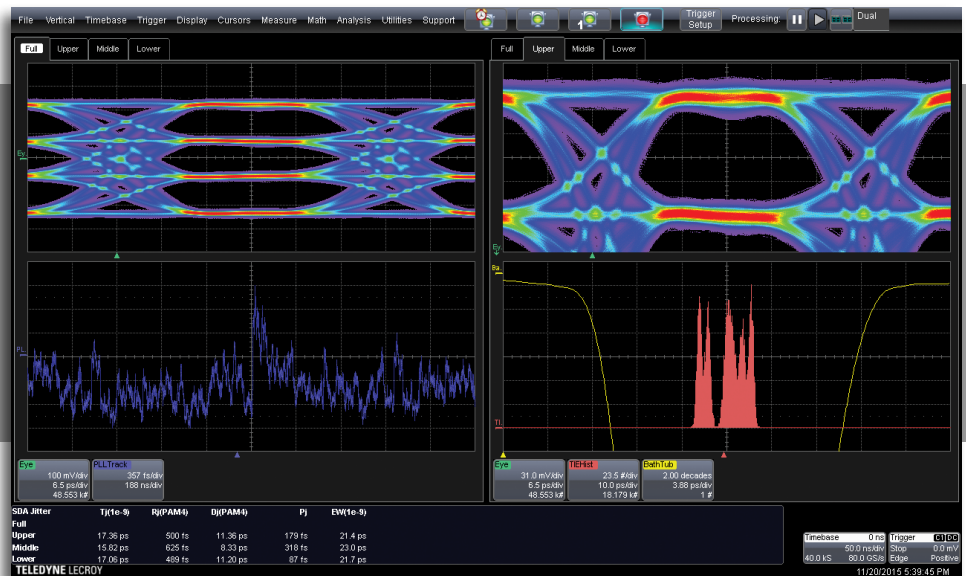 File Vertical Timebase Trigger Display Cursors Measure Math Analysis Utilities Support
1
Trigger Setup
Processing:
Dual
Full Upper Middle Lower
Full Upper Middle Lower
Ey.
Ey.
Ba.
PL.
TI.
Eye
100 mV/div
6.5 ps/div
48.553 k#
PLLTrack
357 fs/div
188 ns/div
Eye
31.0 mV/div
6.5 ps/div
48.553 k#
TIEHist
23.5 #/div
10.0 ps/div
18.179 k#
BathTub
2.00 decades
3.88 ps/div
1 #
SDA Jitter Tj(1e-9) Rj(PAM4) Dj(PAM4) Pj EW(1e-9)
Full
Upper 17.36 ps 500 fs 11.36 ps 179 fs 21.4 ps
Middle 15.82 ps 625 fs 8.33 ps 318 fs 23.0 ps
Lower 17.06 ps 489 fs 11.20 ps 87 fs 21.7 ps
Timebase 0 ns
50.0 ns/div
40.0 kS 80.0 GS/s
Trigger C1 DC
Stop 0.0 mV
Edge Positive
TELEDYNE LECROY
11/20/2015 5:39:45 PM